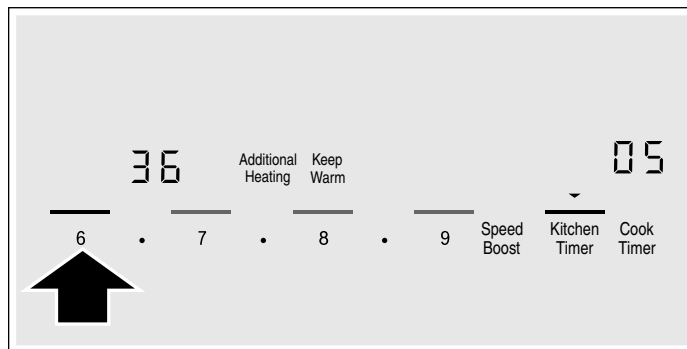 36 Additional Heating Keep Warm 05
6 . 7 . 8 . 9 Speed Boost Kitchen Timer Cook Timer